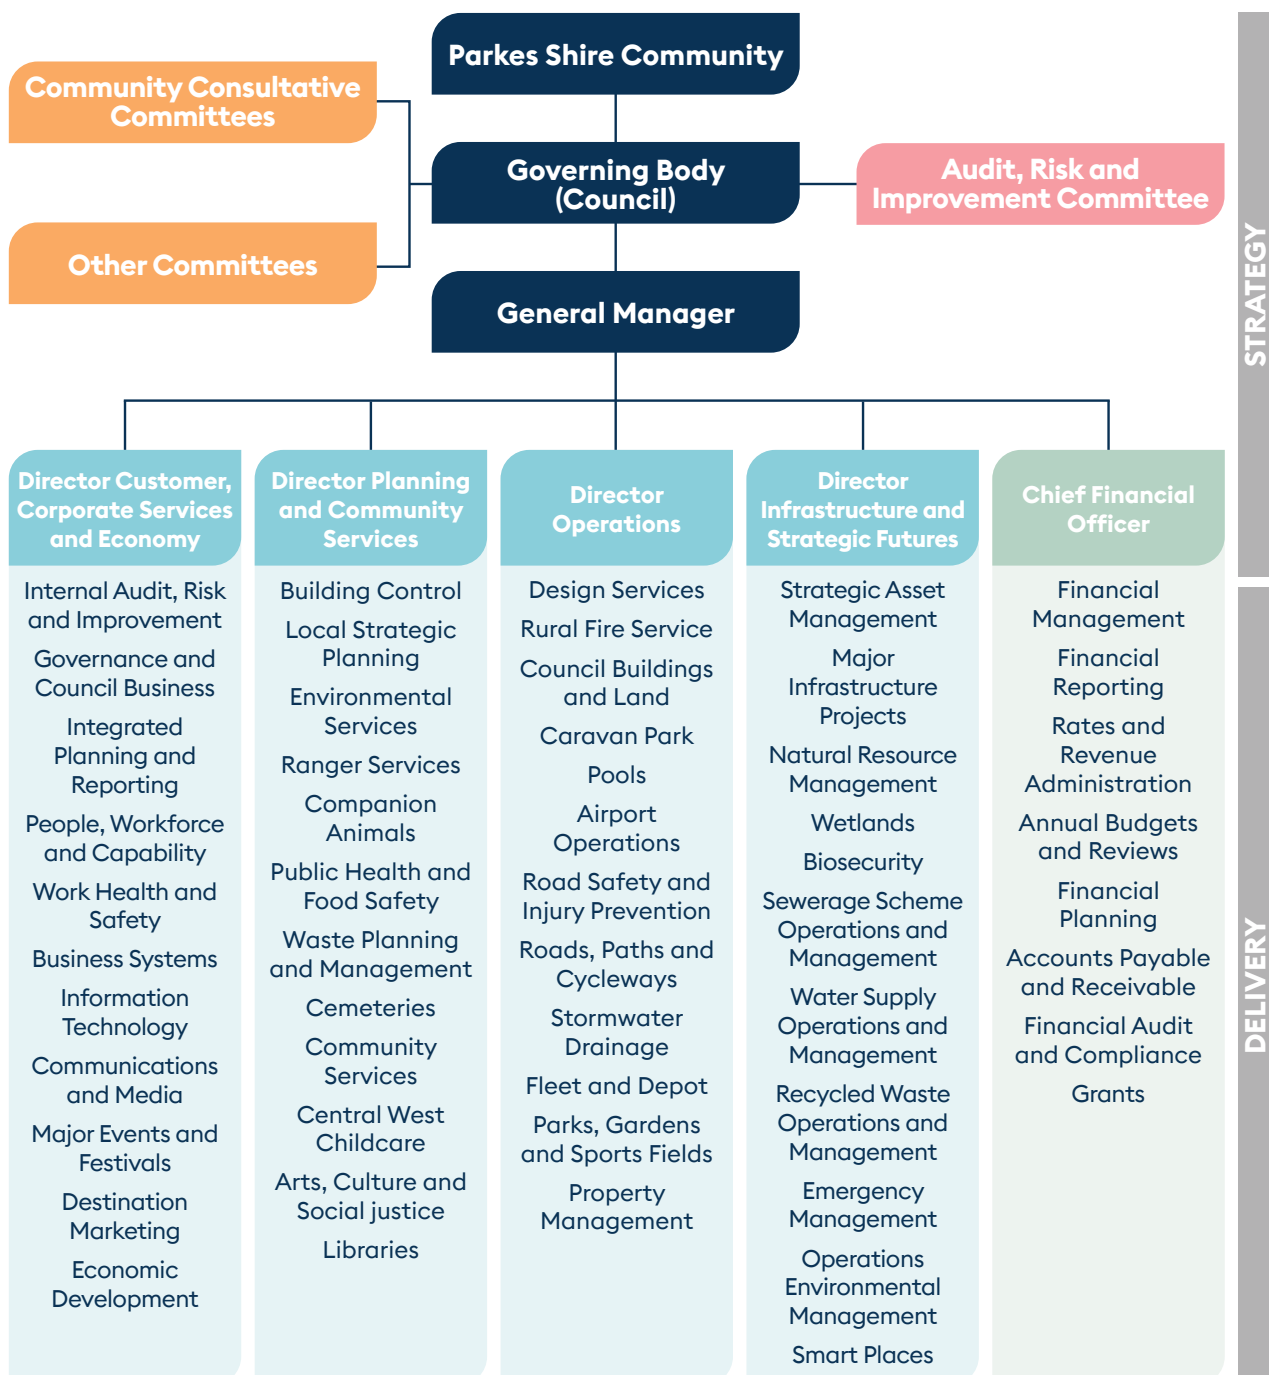 Parkes Shire Community
Community Consultative
Committees
Governing Body
(Council)
Audit, Risk and
Improvement Committee
Other Committees
General Manager
STRATEGY
Director Customer,
Corporate Services
and Economy
Internal Audit, Risk
and Improvement
Governance and
Council Business
Integrated
Planning and
Reporting
People, Workforce
and Capability
Work Health and
Safety
Business Systems
Information
Technology
Communications
and Media
Major Events and
Festivals
Destination
Marketing
Economic
Development
Director Planning
and Community
Services
Building Control
Local Strategic
Planning
Environmental
Services
Ranger Services
Companion
Animals
Public Health and
Food Safety
Waste Planning
and Management
Cemeteries
Community
Services
Central West
Childcare
Arts, Culture and
Social justice
Libraries
Director
Operations
Design Services
Rural Fire Service
Council Buildings
and Land
Caravan Park
Pools
Airport
Operations
Road Safety and
Injury Prevention
Roads, Paths and
Cycleways
Stormwater
Drainage
Fleet and Depot
Parks, Gardens
and Sports Fields
Property
Management
Director
Infrastructure and
Strategic Futures
Strategic Asset
Management
Major
Infrastructure
Projects
Natural Resource
Management
Wetlands
Biosecurity
Sewerage Scheme
Operations and
Management
Water Supply
Operations and
Management
Recycled Waste
Operations and
Management
Emergency
Management
Operations
Environmental
Management
Smart Places
Chief Financial
Officer
Financial
Management
Financial
Reporting
Rates and
Revenue
Administration
Annual Budgets
and Reviews
Financial
Planning
Accounts Payable
and Receivable
Financial Audit
and Compliance
Grants
DELIVERY